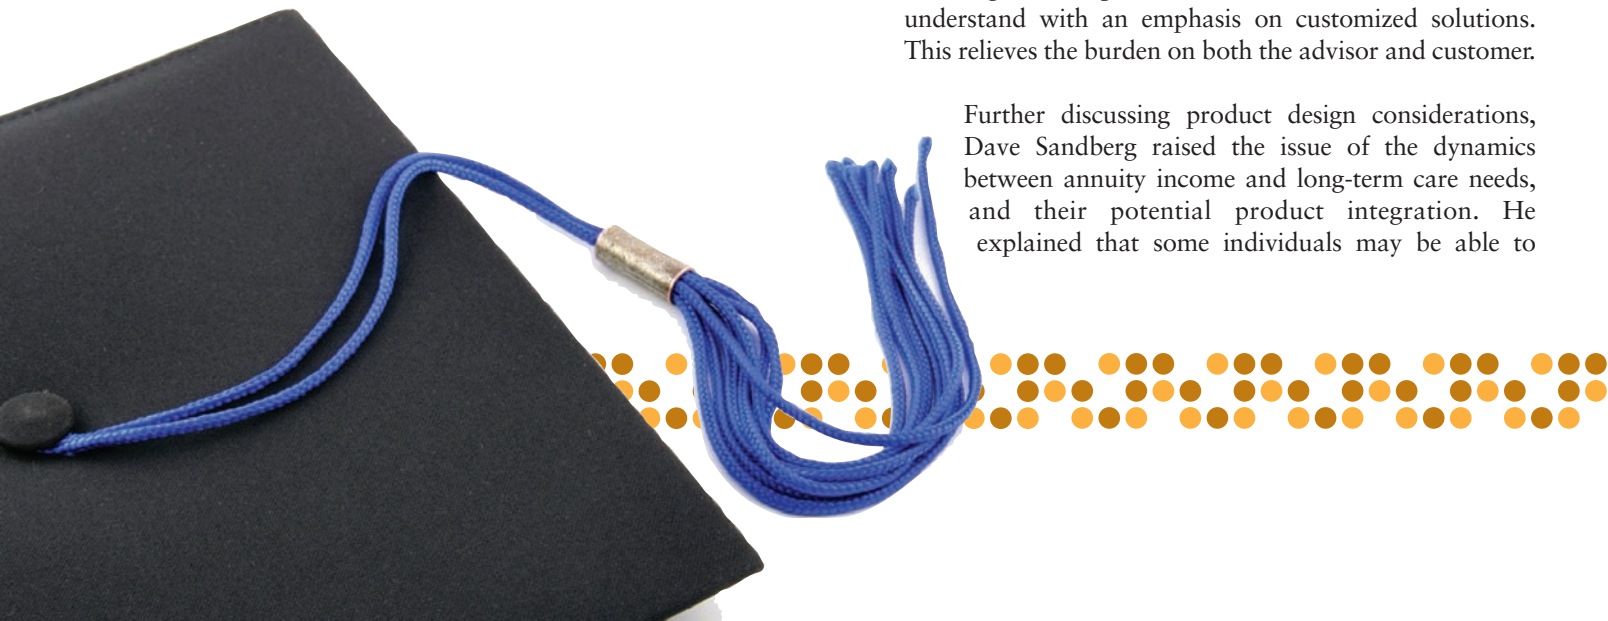 understand with an emphasis on customized solutions.
This relieves the burden on both the advisor and customer.
Further discussing product design considerations,
Dave Sandberg raised the issue of the dynamics
between annuity income and long-term care needs,
and their potential product integration. He
explained that some individuals may be able to